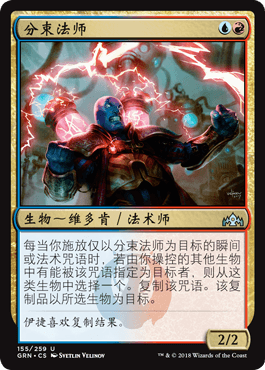 分束法师
生物～维多肯／法术师
每当你施放仅以分束法师为目标的瞬间
或法术咒语时，若由你操控的其他生物
中有能被该咒语指定为目标者，则从这
类生物中选择一个。复制该咒语。该复
制品以所选生物为目标。
伊捷喜欢复制结果。
2/2
155/259 U
GRN • CS SVETLIN VELINOV
™ & © 2018 Wizards of the Coast